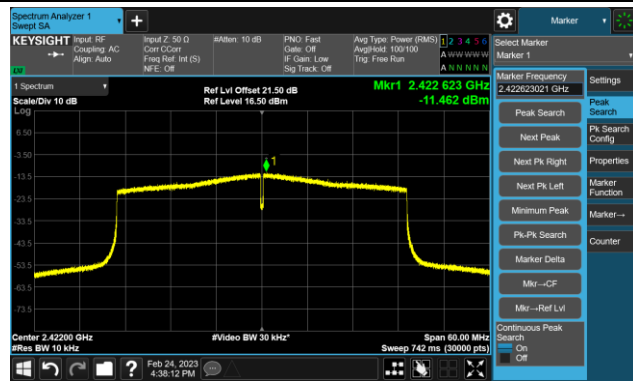 Spectrum Analyzer 1
Swept SA
Marker
KEYSIGHT
Input: RF
Coupling: AC
Align: Auto
Input Z: 50 Ω
Corr CCorr
Freq Ref: Int (S)
NFE: Off
#Atten: 10 dB
PNO: Fast
Gate: Off
IF Gain: Low
Sig Track: Off
Avg Type: Power (RMS)
Avg|Hold: 100/100
Trig: Free Run
1 2 3 4 5 6
A W W W W W
A N N N N N
Select Marker
Marker 1
1 Spectrum
Scale/Div 10 dB
Ref Lvl Offset 21.50 dB
Ref Level 16.50 dBm
Mkr1 2.422 623 GHz
-11.462 dBm
Log
6.50
-3.50
-13.5
-23.5
-33.5
-43.5
-53.5
-63.5
-73.5
1
Center 2.42200 GHz
#Res BW 10 kHz
#Video BW 30 kHz*
Span 60.00 MHz
Sweep 742 ms (30000 pts)
Marker Frequency
2.422623021 GHz
Peak Search
Next Peak
Next Pk Right
Next Pk Left
Minimum Peak
Pk-Pk Search
Marker Delta
Mkr→CF
Mkr→Ref Lvl
Continuous Peak
Search
On
Off
Settings
Peak
Search
Pk Search
Config
Properties
Marker
Function
Marker→
Counter
Feb 24, 2023
4:38:12 PM